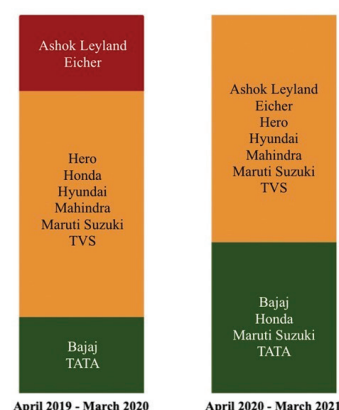 Ashok Leyland
Eicher
Hero
Honda
Hyundai
Mahindra
Maruti Suzuki
TVS
Bajaj
TATA
April 2019 - March 2020
Ashok Leyland
Eicher
Hero
Hyundai
Mahindra
Maruti Suzuki
TVS
Bajaj
Honda
Maruti Suzuki
TATA
April 2020 - March 2021